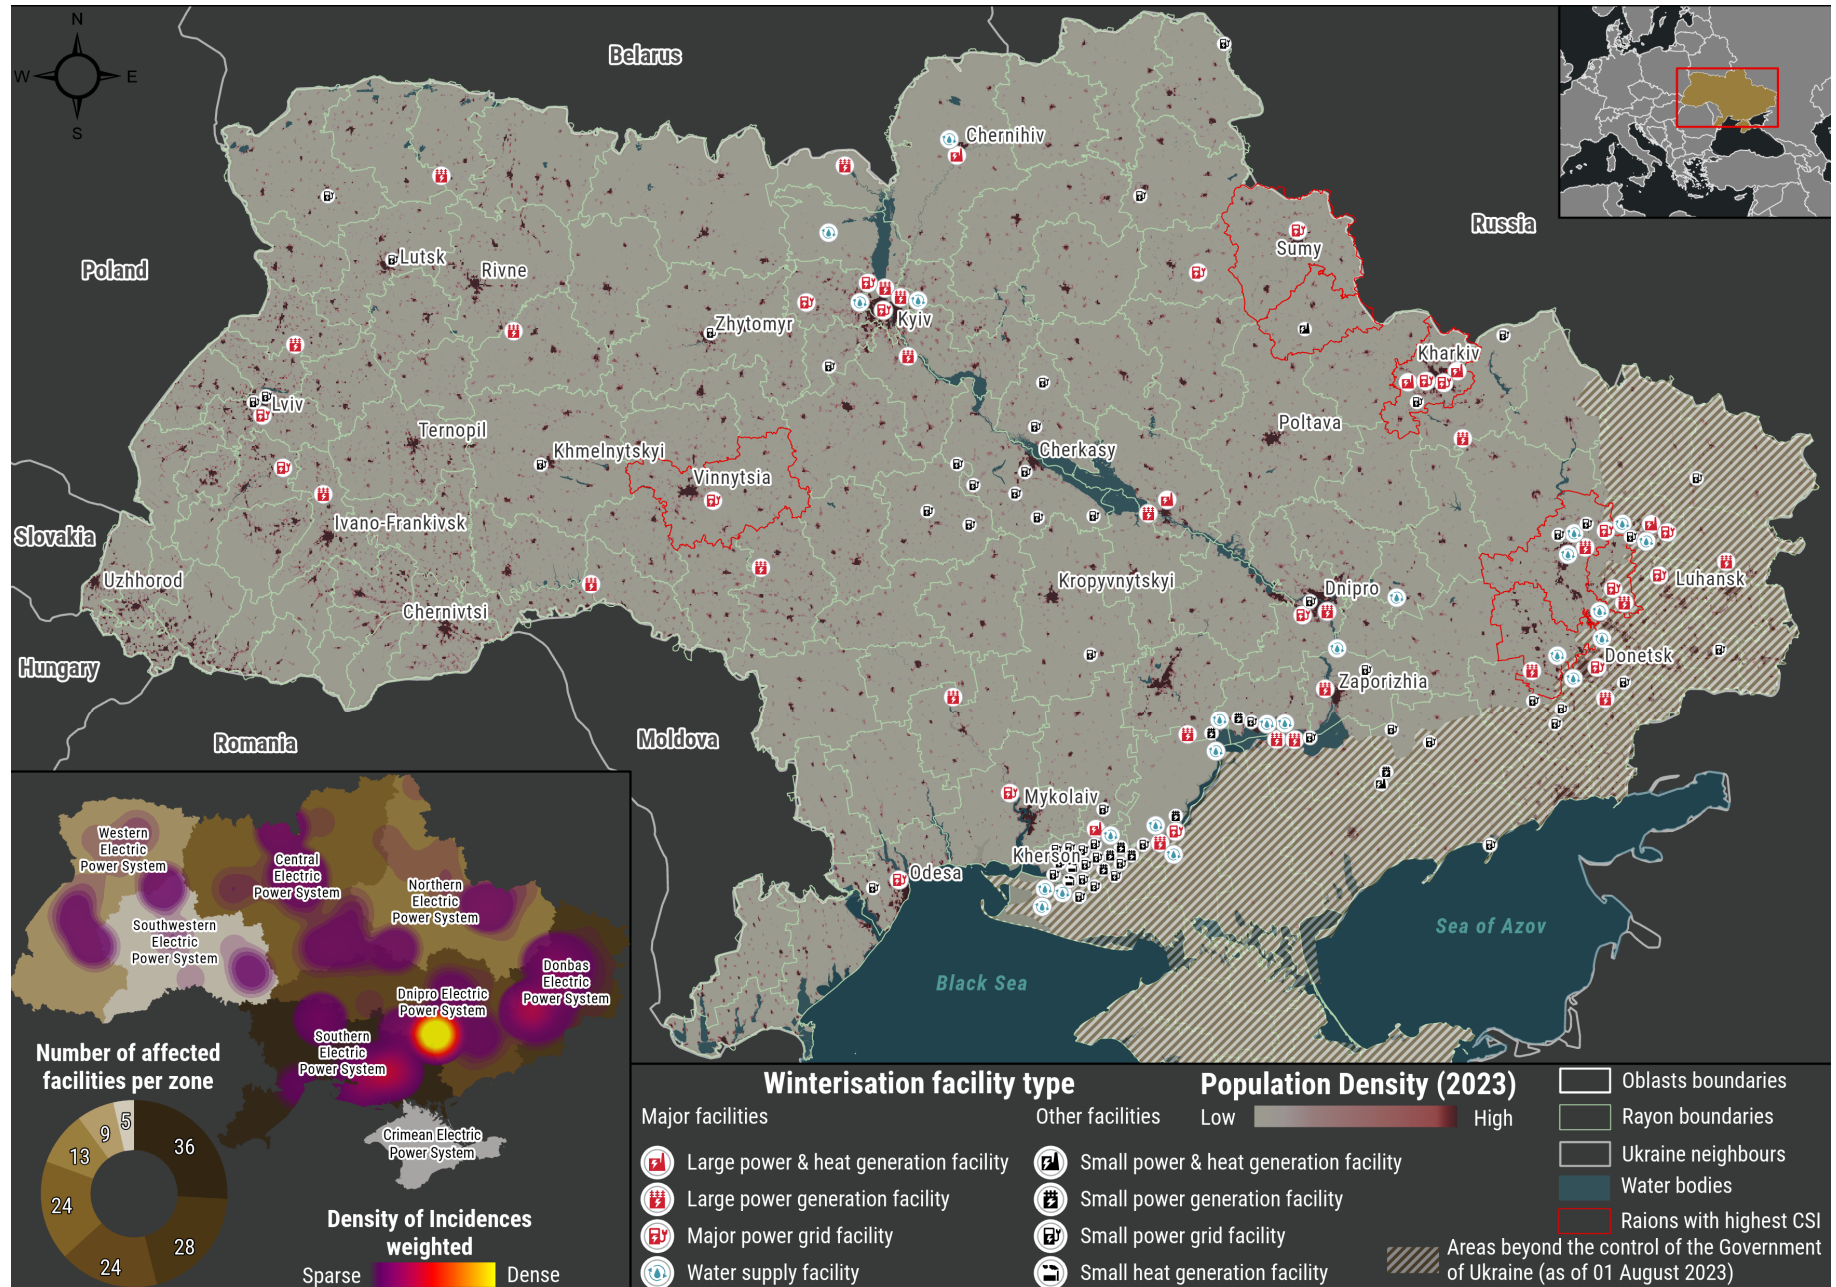 N
W
E
S
Belarus
Russia
Poland
Slovakia
Hungary
Romania
Moldova
Chernihiv
Sumy
Lutsk
Rivne
Zhytomyr
Kyiv
Kharkiv
Lviv
Ternopil
Khmelnytskyi
Vinnytsia
Cherkasy
Poltava
Ivano-Frankivsk
Uzhhorod
Chernivtsi
Kropyvnytskyi
Dnipro
Luhansk
Donetsk
Zaporizhia
Mykolaiv
Kherson
Odesa
Black Sea
Sea of Azov
Western
Electric
Power System
Central
Electric
Power System
Northern
Electric
Power System
Southwestern
Electric
Power System
Donbas
Electric
Power System
Dnipro Electric
Power System
Southern
Electric
Power System
Crimean Electric
Power System
Number of affected
facilities per zone
36
28
24
24
13
9
5
Density of Incidences
weighted
Sparse
Dense
Winterisation facility type
Major facilities
Large power & heat generation facility
Large power generation facility
Major power grid facility
Water supply facility
Other facilities
Small power & heat generation facility
Small power generation facility
Small power grid facility
Small heat generation facility
Population Density (2023)
Low
High
Oblasts boundaries
Rayon boundaries
Ukraine neighbours
Water bodies
Raions with highest CSI
Areas beyond the control of the Government
of Ukraine (as of 01 August 2023)